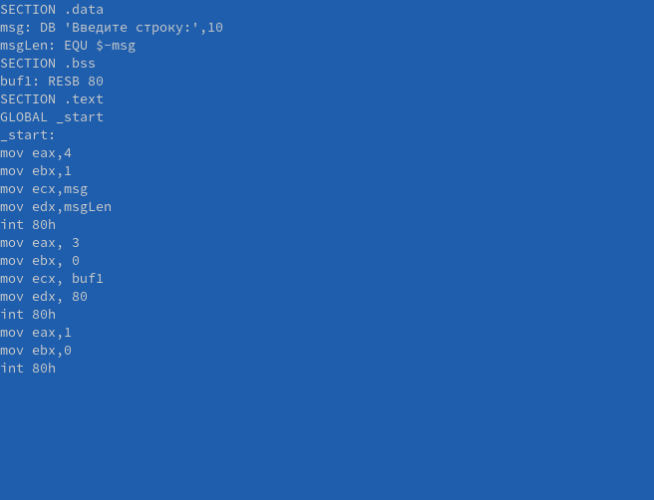 SECTION .data
msg: DB 'Введите строку:',10
msgLen: EQU $-msg
SECTION .bss
buf1: RESB 80
SECTION .text
GLOBAL _start
_start:
mov eax,4
mov ebx,1
mov ecx,msg
mov edx,msgLen
int 80h
mov eax, 3
mov ebx, 0
mov ecx, buf1
mov edx, 80
int 80h
mov eax,1
mov ebx,0
int 80h